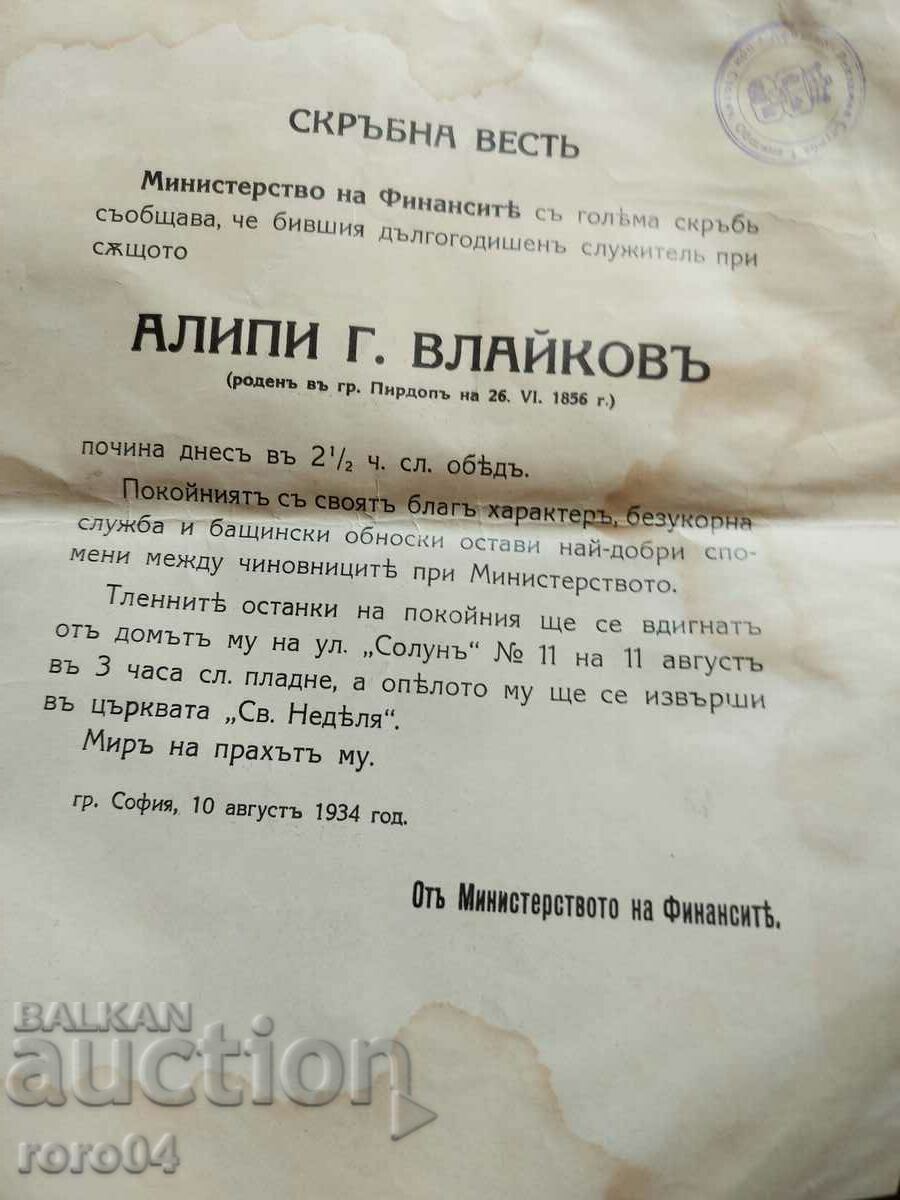 СКРЪБНА ВЕСТЬ
Министерство на Финанситѣ съ голѣма скръбь
съобщава, че бившия дългогодишенъ служитель при
сѫщото
АЛИПИ Г. ВЛАЙКОВЪ
(роденъ въ гр. Пирдопъ на 26. VI. 1856 г.)
почина днесъ въ 2½ ч. сл. обѣдъ.
Покойниятъ съ своятъ благъ характеръ, безукорна
служба и бащински обноски остави най-добри спо-
мени между чиновницитѣ при Министерството.
Тленнитѣ останки на покойния ще се вдигнатъ
отъ домътъ му на ул. „Солунъ“ № 11 на 11 августъ
въ 3 часа сл. пладне, а опѣлото му ще се извърши
въ църквата „Св. Недѣля“.
Миръ на прахътъ му.
гр. София, 10 августъ 1934 год.
Отъ Министерството на Финанситѣ.
BALKAN
auction
roro04